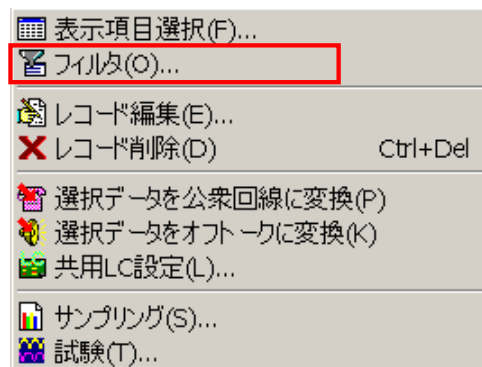 表示項目選択(F)...
フィルタ(O)...
レコード編集(E)...
レコード削除(D) Ctrl+Del
選択データを公衆回線に変換(P)
選択データをオフトークに変換(K)
共用LC設定(L)...
サンプリング(S)...
試験(T)...